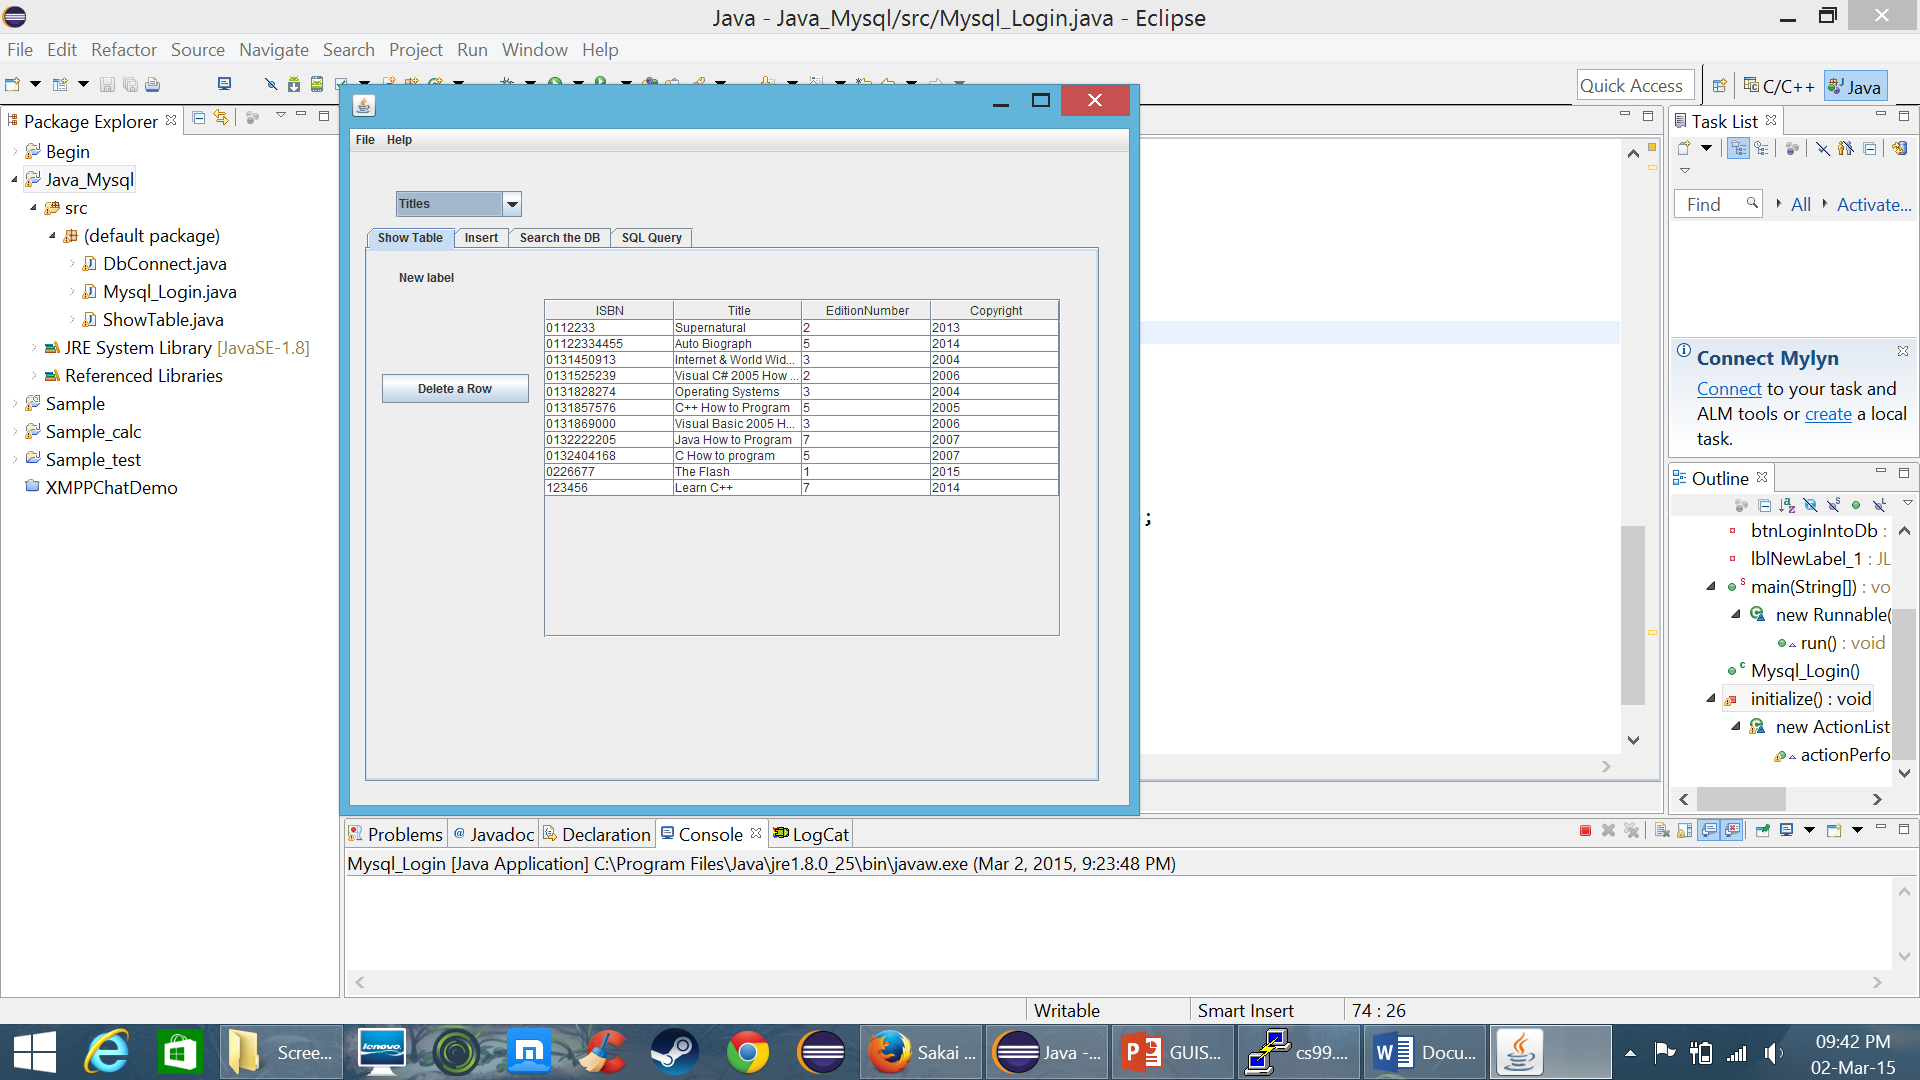 Java - Java_Mysql/src/Mysql_Login.java - Eclipse
File Edit Refactor Source Navigate Search Project Run Window Help
Quick Access
C/C++
Java
Package Explorer
Begin
Java_Mysql
src
(default package)
DbConnect.java
Mysql_Login.java
ShowTable.java
JRE System Library [JavaSE-1.8]
Referenced Libraries
Sample
Sample_calc
Sample_test
XMPPChatDemo
File Help
Titles
Show Table Insert Search the DB SQL Query
New label
Delete a Row
ISBN Title EditionNumber Copyright
0112233 Supernatural 2 2013
01122334455 Auto Biograph 5 2014
0131450913 Internet & World Wid... 3 2004
0131525239 Visual C# 2005 How ... 2 2006
0131828274 Operating Systems 3 2004
0131857576 C++ How to Program 5 2005
0131869000 Visual Basic 2005 H... 3 2006
0132222205 Java How to Program 7 2007
0132404168 C How to program 5 2007
0226677 The Flash 1 2015
123456 Learn C++ 7 2014
;
Task List
Find All Activate...
Connect Mylyn
Connect to your task and
ALM tools or create a local
task.
Outline
btnLoginIntoDb :
lblNewLabel_1 : JL
main(String[]) : vo
new Runnable(
run() : void
Mysql_Login()
initialize() : void
new ActionList
actionPerfo
Problems @ Javadoc Declaration Console LogCat
Mysql_Login [Java Application] C:\Program Files\Java\jre1.8.0_25\bin\javaw.exe (Mar 2, 2015, 9:23:48 PM)
Writable Smart Insert 74 : 26
Scree...
lenovo
Sakai ...
Java -...
GUIS...
cs99....
Docu...
09:42 PM
02-Mar-15